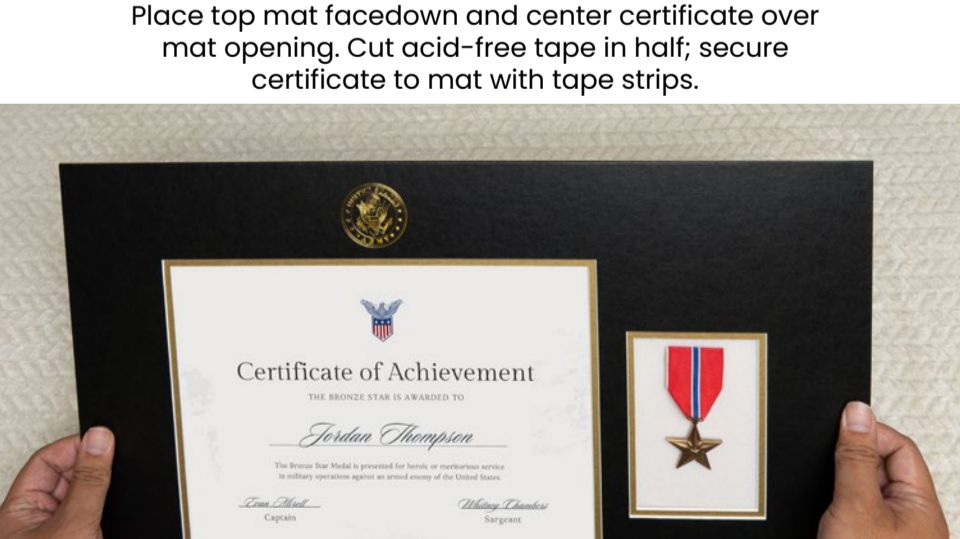 Place top mat facedown and center certificate over
mat opening. Cut acid-free tape in half; secure
certificate to mat with tape strips.
Certificate of Achievement
THE BRONZE STAR IS AWARDED TO
Jordan Thompson
The Bronze Star Medal is presented for heroic or meritorious service
in military operations against an armed enemy of the United States.
Whitney Chambers
Captain
Sargeant